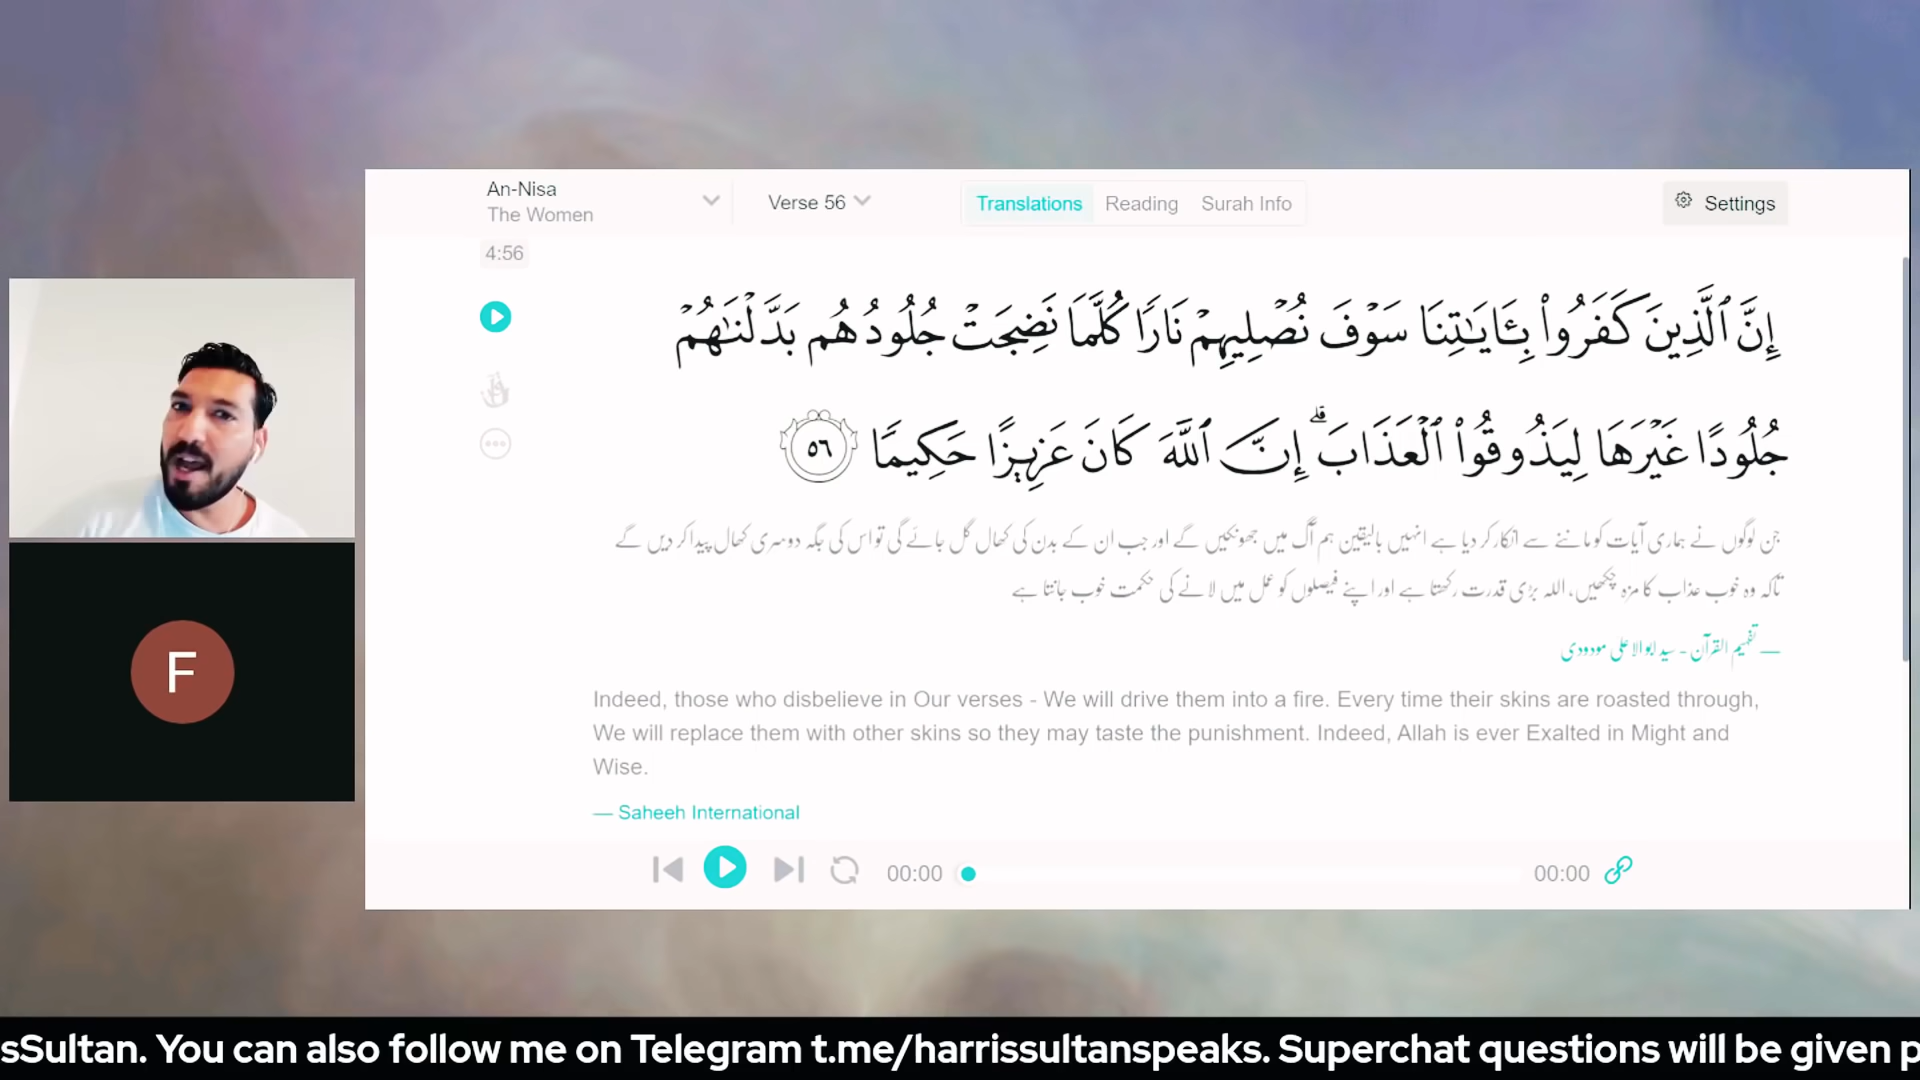 An-Nisa
The Women
Verse 56
Translations
Reading
Surah Info
Settings
4:56
إِنَّ ٱلَّذِينَ كَفَرُوا۟ بِـَٔايَـٰتِنَا سَوْفَ نُصْلِيهِمْ نَارًا كُلَّمَا نَضِجَتْ جُلُودُهُم بَدَّلْنَـٰهُمْ
جُلُودًا غَيْرَهَا لِيَذُوقُوا۟ ٱلْعَذَابَ ۗ إِنَّ ٱللَّهَ كَانَ عَزِيزًا حَكِيمًا ٥٦
جن لوگوں نے ہماری آیات کو ماننے سے انکار کر دیا ہے انہیں بالیقین ہم آگ میں جھونکیں گے اور جب ان کے بدن کی کھال گل جائے گی تو اس کی جگہ دوسری کھال پیدا کر دیں گے
تاکہ وہ خوب عذاب کا مزہ چکھیں، اللہ بڑی قدرت رکھتا ہے اور اپنے فیصلوں کو عمل میں لانے کی حکمت خوب جانتا ہے
— تفہیم القرآن - سید ابو الاعلی مودودی
Indeed, those who disbelieve in Our verses - We will drive them into a fire. Every time their skins are roasted through,
We will replace them with other skins so they may taste the punishment. Indeed, Allah is ever Exalted in Might and
Wise.
— Saheeh International
00:00
00:00
F
sSultan. You can also follow me on Telegram t.me/harrissultanspeaks. Superchat questions will be given p